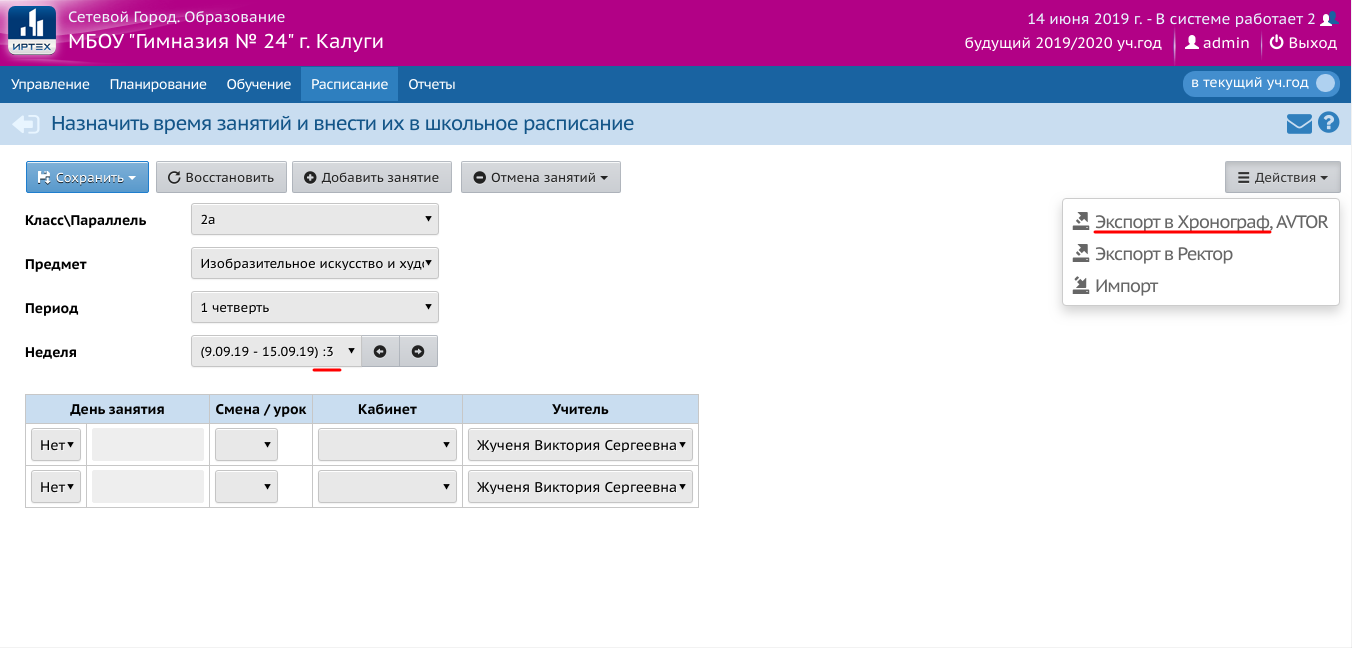 Сетевой Город. Образование
МБОУ "Гимназия № 24" г. Калуги
ИРТЕХ
14 июня 2019 г. - В системе работает 2
будущий 2019/2020 уч.год admin Выход
Управление Планирование Обучение Расписание Отчеты в текущий уч.год
Назначить время занятий и внести их в школьное расписание
Сохранить Восстановить Добавить занятие Отмена занятий Действия
Экспорт в Хронограф, AVTOR
Экспорт в Ректор
Импорт
Класс\Параллель 2а
Предмет Изобразительное искусство и худ
Период 1 четверть
Неделя (9.09.19 - 15.09.19) :3
День занятия Смена / урок Кабинет Учитель
Нет Жученя Виктория Сергеевна
Нет Жученя Виктория Сергеевна